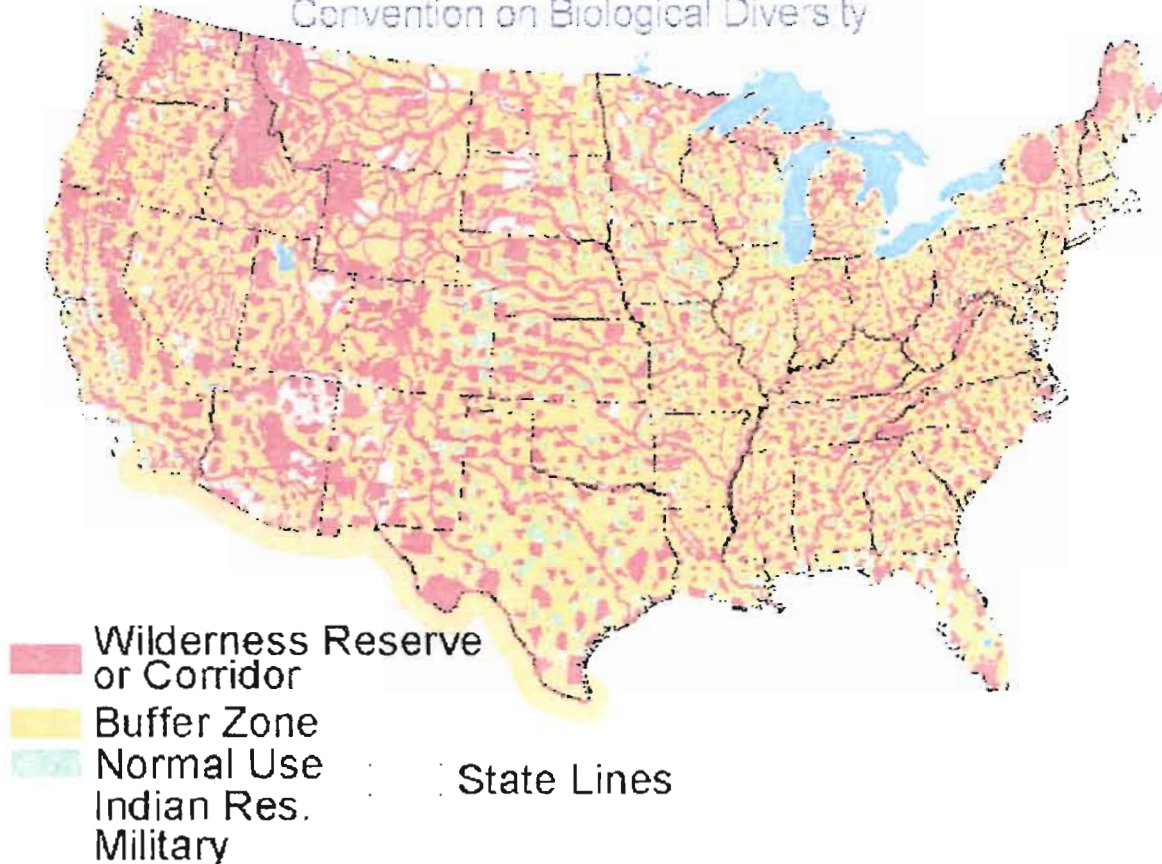 Convention on Biological Diversity
Wilderness Reserve
or Corridor
Buffer Zone
Normal Use
State Lines
Indian Res.
Military